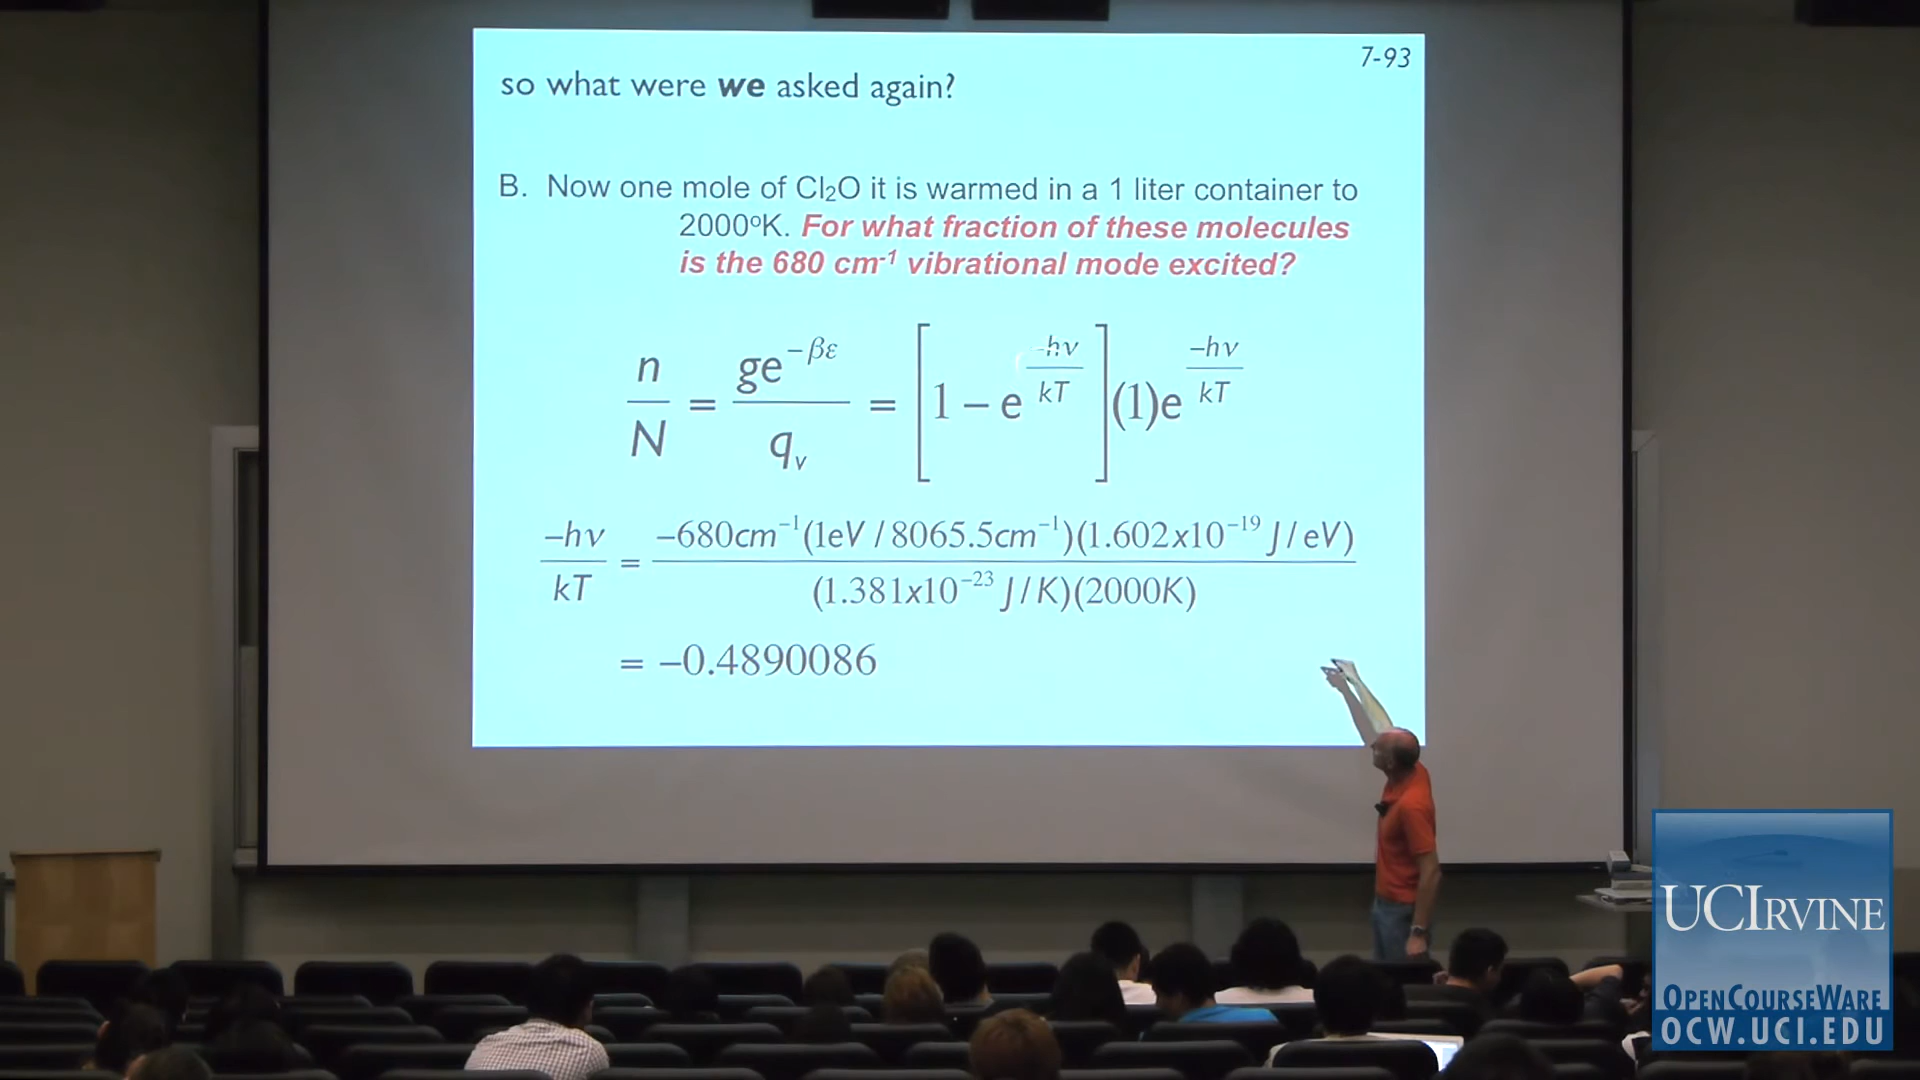 7-93
so what were we asked again?
B. Now one mole of Cl₂O it is warmed in a 1 liter container to
2000ºK. For what fraction of these molecules
is the 680 cm⁻¹ vibrational mode excited?
n/N = ge^(−βε)/q_v = [1 − e^(−hν/kT)](1)e^(−hν/kT)
−hν/kT = −680cm⁻¹(1eV / 8065.5cm⁻¹)(1.602x10⁻¹⁹ J/eV)/(1.381x10⁻²³ J/K)(2000K)
= −0.4890086
UCIRVINE
OPENCOURSEWARE
OCW.UCI.EDU